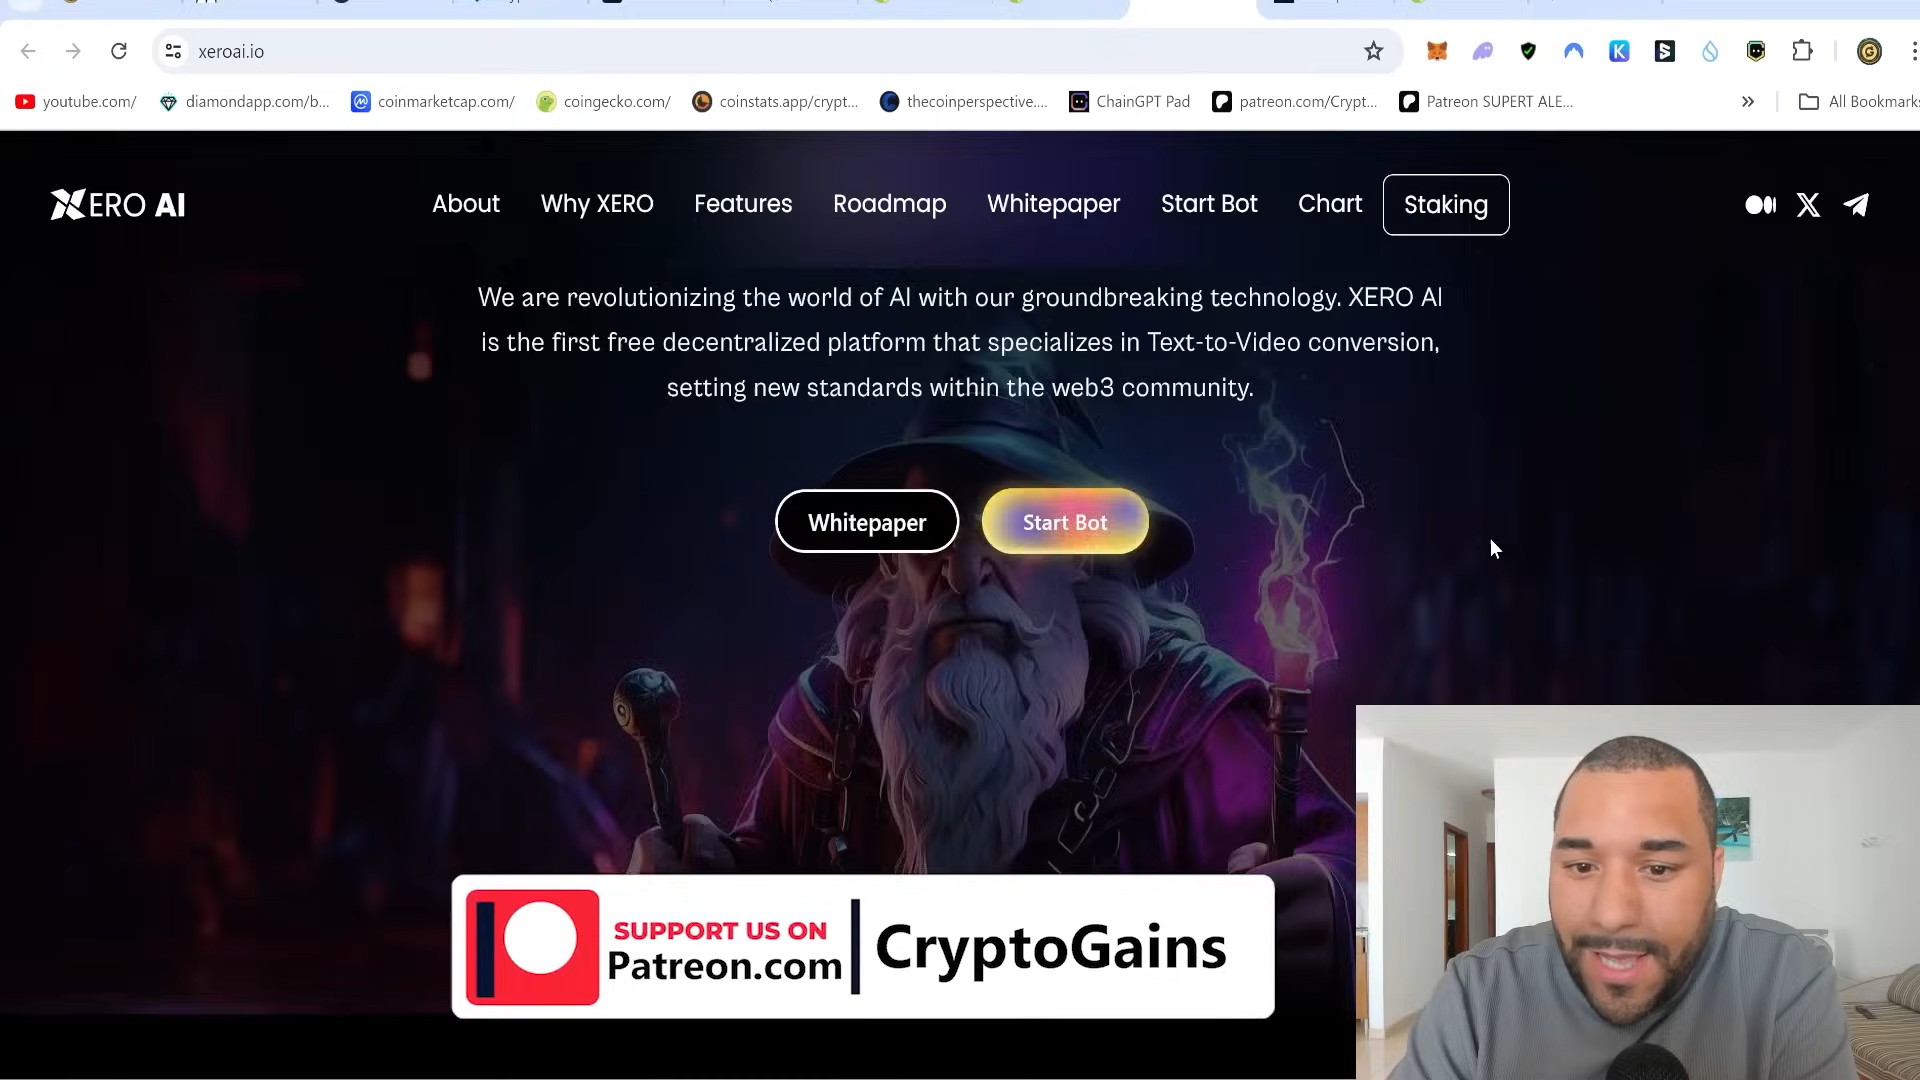 xeroai.io
youtube.com/
diamondapp.com/b...
coinmarketcap.com/
coingecko.com/
coinstats.app/crypt...
thecoinperspective....
ChainGPT Pad
patreon.com/Crypt...
Patreon SUPERT ALE...
All Bookmarks
XERO AI
About
Why XERO
Features
Roadmap
Whitepaper
Start Bot
Chart
Staking
We are revolutionizing the world of AI with our groundbreaking technology. XERO AI
is the first free decentralized platform that specializes in Text-to-Video conversion,
setting new standards within the web3 community.
Whitepaper
Start Bot
SUPPORT US ON
Patreon.com
CryptoGains